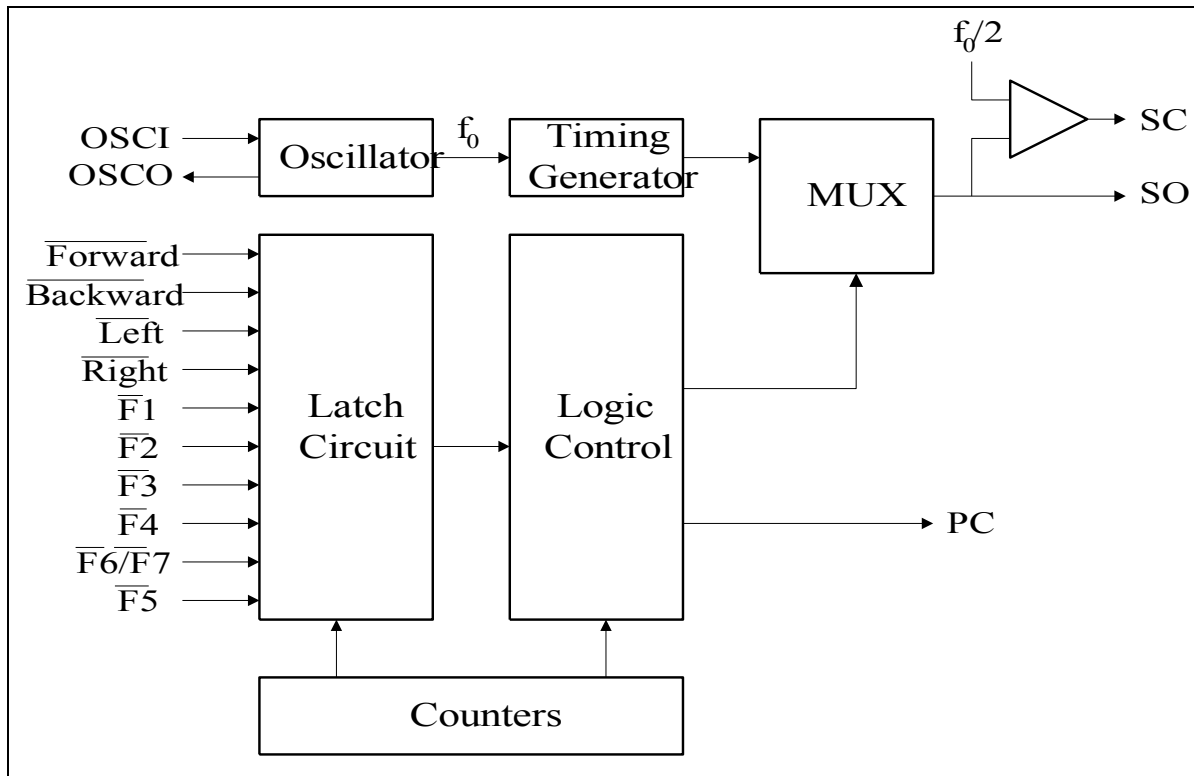 f₀/2
OSCI
OSCO
Oscillator
f₀
Timing
Generator
MUX
SC
SO
Forward
Backward
Left
Right
F1
F2
F3
F4
F6/F7
F5
Latch
Circuit
Logic
Control
PC
Counters